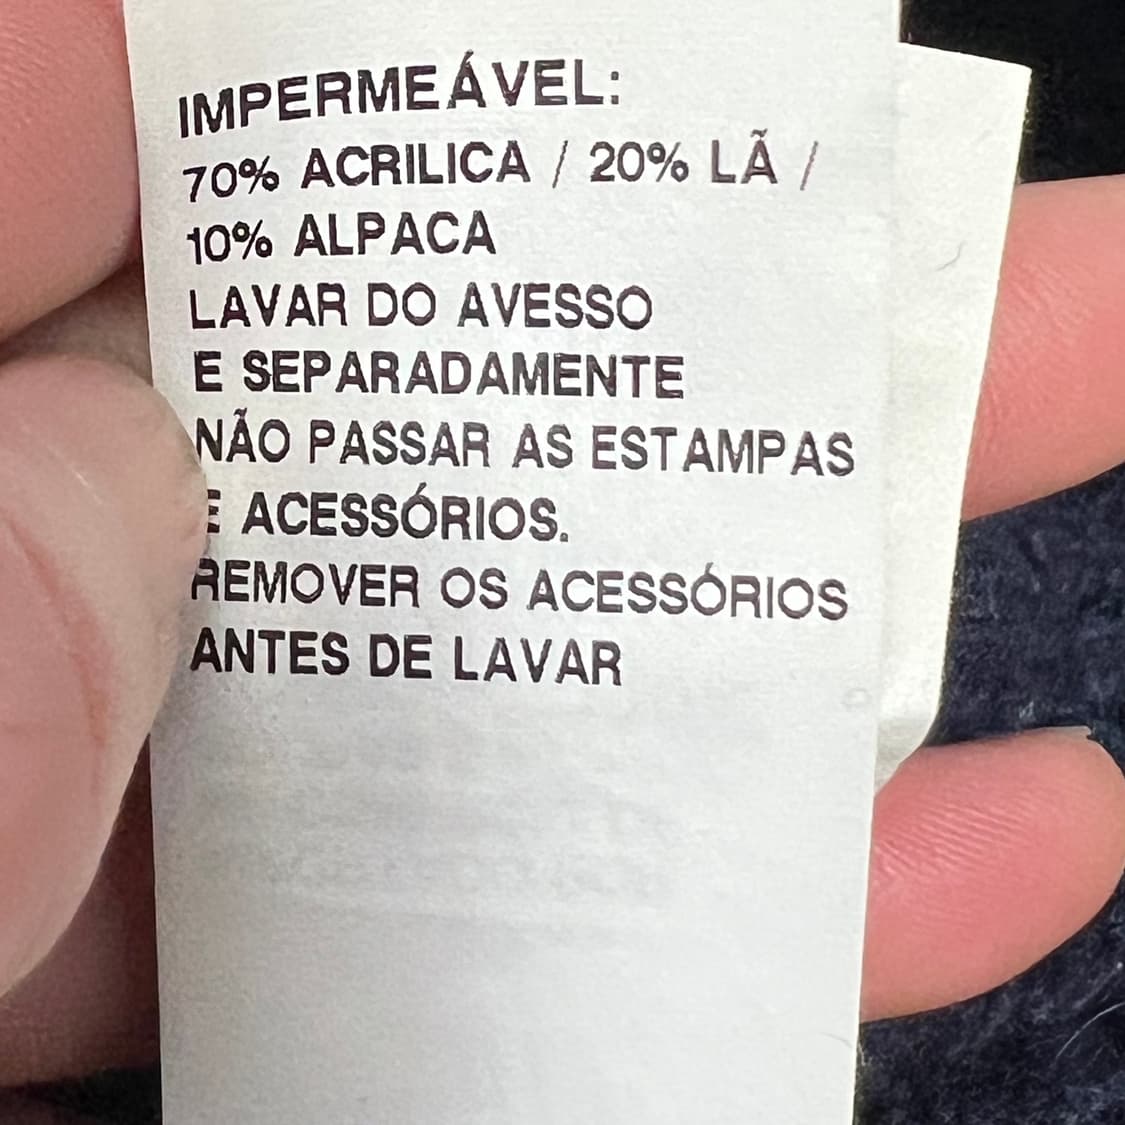 IMPERMEÁVEL:
70% ACRILICA / 20% LÃ /
10% ALPACA
LAVAR DO AVESSO
E SEPARADAMENTE
NÃO PASSAR AS ESTAMPAS
E ACESSÓRIOS.
REMOVER OS ACESSÓRIOS
ANTES DE LAVAR